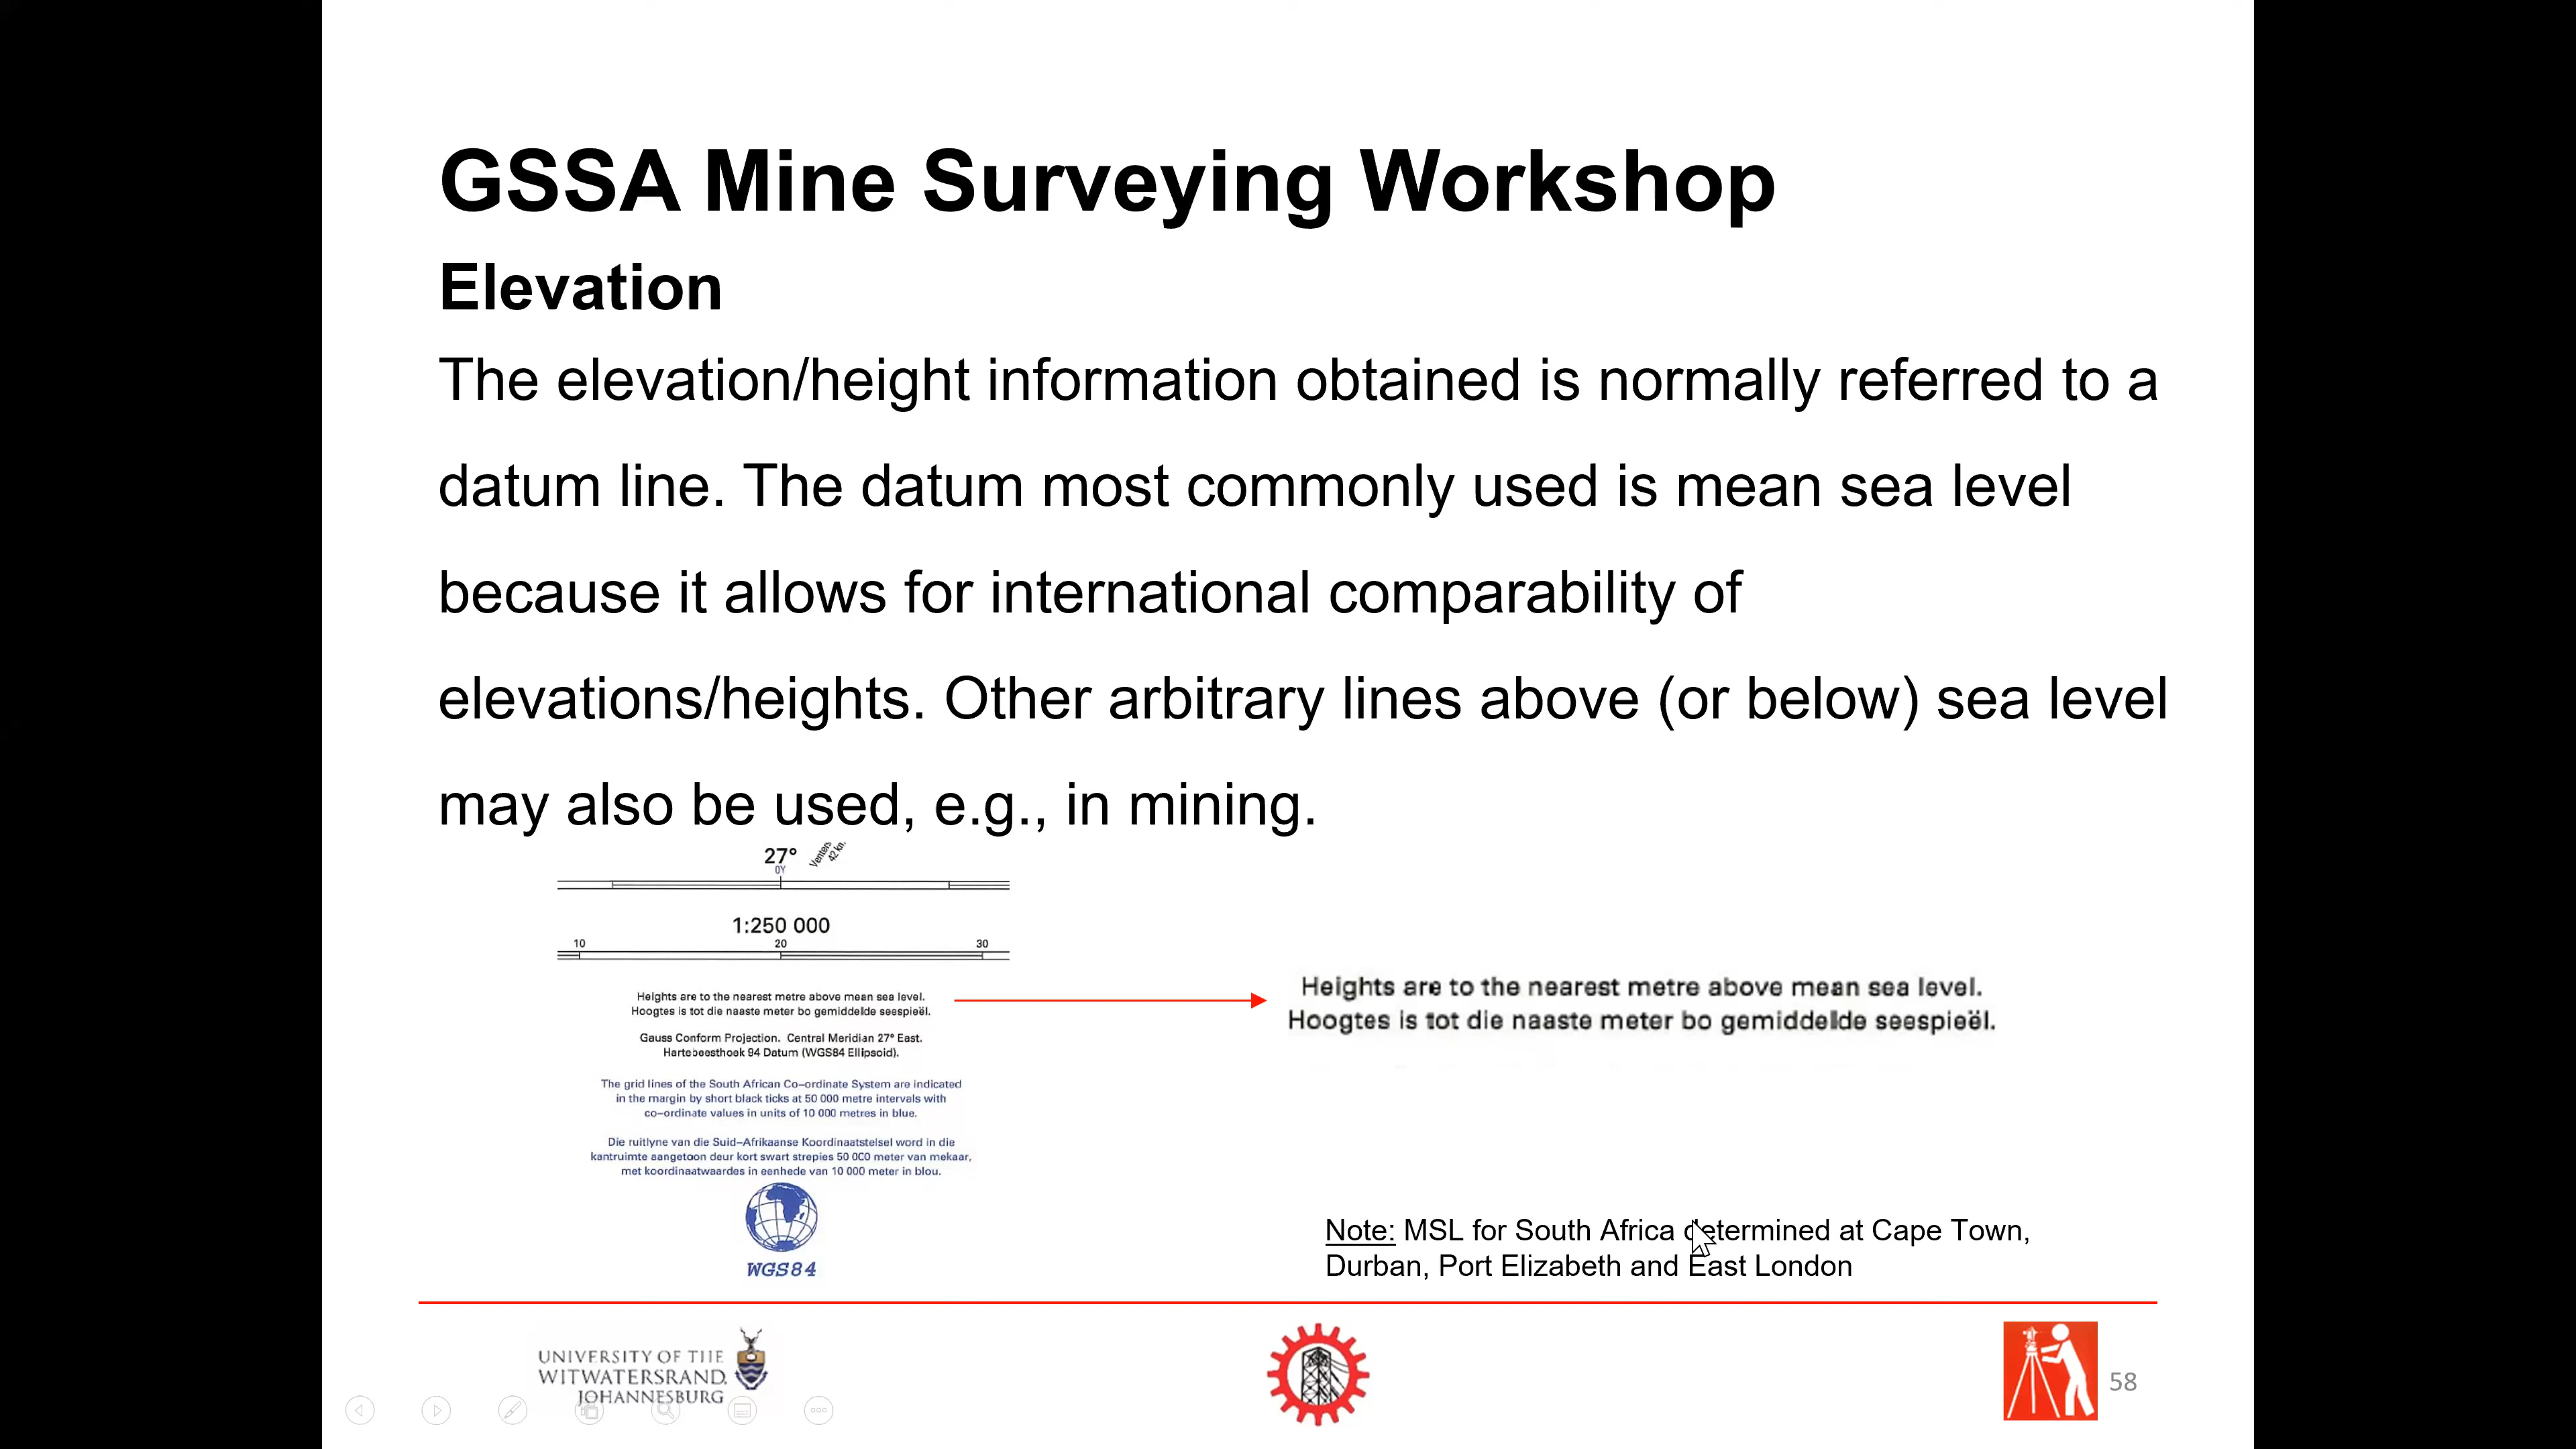 GSSA Mine Surveying Workshop
Elevation
The elevation/height information obtained is normally referred to a
datum line. The datum most commonly used is mean sea level
because it allows for international comparability of
elevations/heights. Other arbitrary lines above (or below) sea level
may also be used, e.g., in mining.
27°
Venters
0Y
42 km.
1:250 000
10 20 30
Heights are to the nearest metre above mean sea level.
Hoogtes is tot die naaste meter bo gemiddelde seespieël.
Gauss Conform Projection. Central Meridian 27° East.
Hartebeesthoek 94 Datum (WGS84 Ellipsoid).
The grid lines of the South African Co-ordinate System are indicated
in the margin by short black ticks at 50 000 metre intervals with
co-ordinate values in units of 10 000 metres in blue.
Die ruitlyne van die Suid-Afrikaanse Koordinaatstelsel word in die
kantruimte aangetoon deur kort swart strepies 50 000 meter van mekaar,
met koordinaatwaardes in eenhede van 10 000 meter in blou.
WGS84
Heights are to the nearest metre above mean sea level.
Hoogtes is tot die naaste meter bo gemiddelde seespieël.
Note: MSL for South Africa determined at Cape Town,
Durban, Port Elizabeth and East London
UNIVERSITY OF THE
WITWATERSRAND,
JOHANNESBURG
58